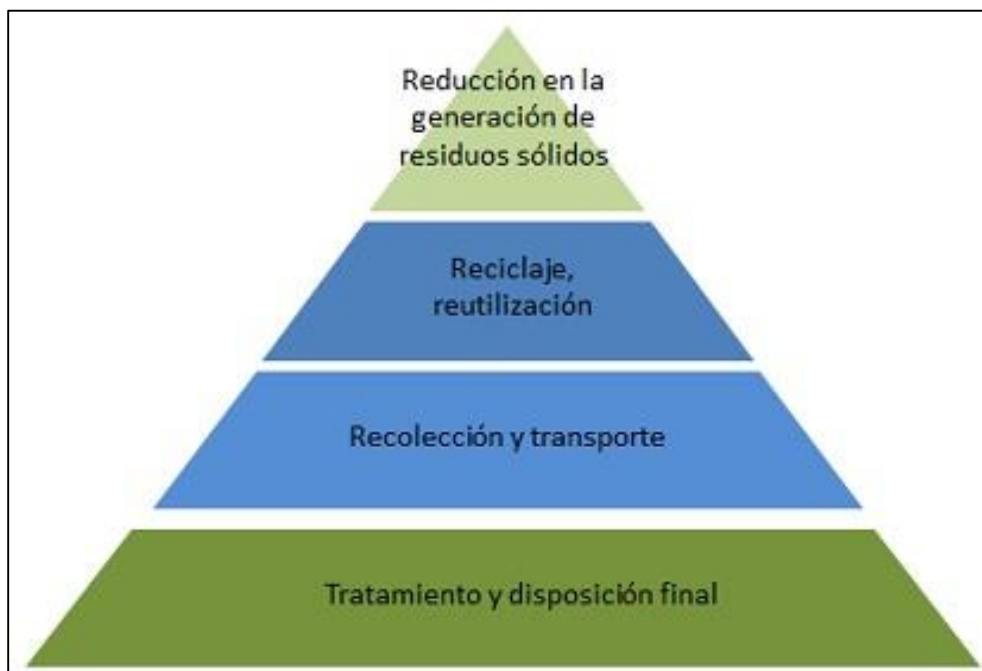 Reducción en la
generación de
residuos sólidos
Reciclaje,
reutilización
Recolección y transporte
Tratamiento y disposición final